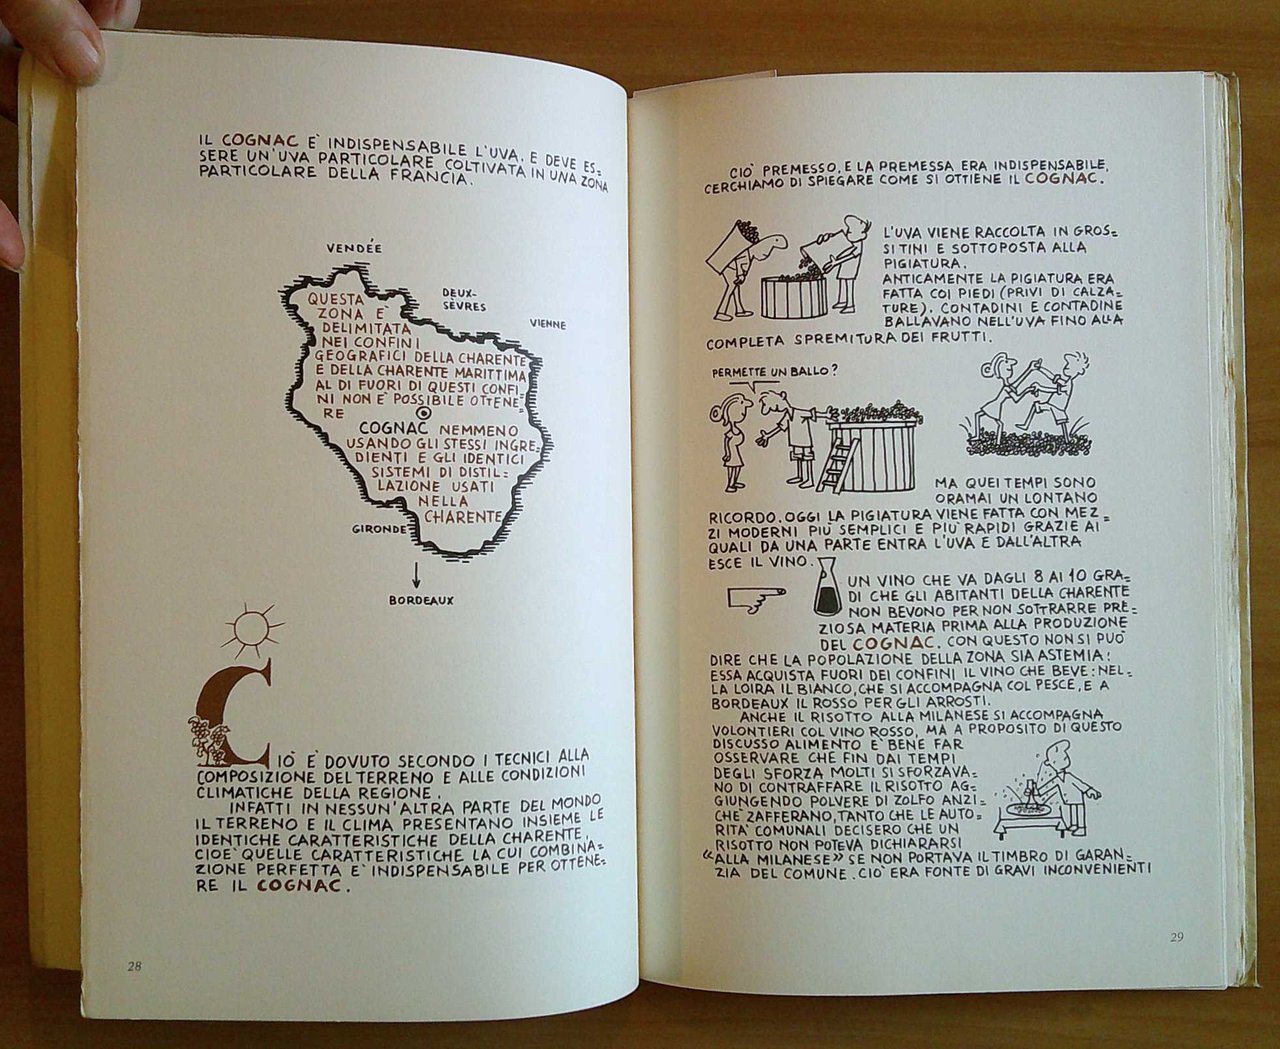 IL COGNAC E' INDISPENSABILE L'UVA. E DEVE ES=
SERE UN'UVA PARTICOLARE COLTIVATA IN UNA ZONA
PARTICOLARE DELLA FRANCIA.
VENDÉE
DEUX-
SÈVRES
VIENNE
QUESTA
ZONA E'
DELIMITATA
NEI CONFINI
GEOGRAFICI DELLA CHARENTE
E DELLA CHARENTE MARITTIMA
AL DI FUORI DI QUESTI CONFI=
NI NON E' POSSIBILE OTTENE=
RE
COGNAC NEMMENO
USANDO GLI STESSI INGRE=
DIENTI E GLI IDENTICI
SISTEMI DI DISTIL=
LAZIONE USATI
NELLA
CHARENTE
GIRONDE
BORDEAUX
CIO' E' DOVUTO SECONDO I TECNICI ALLA
COMPOSIZIONE DEL TERRENO E ALLE CONDIZIONI
CLIMATICHE DELLA REGIONE.
INFATTI IN NESSUN'ALTRA PARTE DEL MONDO
IL TERRENO E IL CLIMA PRESENTANO INSIEME LE
IDENTICHE CARATTERISTICHE DELLA CHARENTE,
CIOE' QUELLE CARATTERISTICHE LA CUI COMBINA=
ZIONE PERFETTA E' INDISPENSABILE PER OTTENE=
RE IL COGNAC.
28
CIO' PREMESSO, E LA PREMESSA ERA INDISPENSABILE,
CERCHIAMO DI SPIEGARE COME SI OTTIENE IL COGNAC.
L'UVA VIENE RACCOLTA IN GROS=
SI TINI E SOTTOPOSTA ALLA
PIGIATURA.
ANTICAMENTE LA PIGIATURA ERA
FATTA COI PIEDI (PRIVI DI CALZA=
TURE). CONTADINI E CONTADINE
BALLAVANO NELL'UVA FINO ALLA
COMPLETA SPREMITURA DEI FRUTTI.
PERMETTE UN BALLO?
MA QUEI TEMPI SONO
ORAMAI UN LONTANO
RICORDO. OGGI LA PIGIATURA VIENE FATTA CON MEZ=
ZI MODERNI PIU' SEMPLICI E PIU' RAPIDI GRAZIE AI
QUALI DA UNA PARTE ENTRA L'UVA E DALL'ALTRA
ESCE IL VINO.
UN VINO CHE VA DAGLI 8 AI 10 GRA=
DI CHE GLI ABITANTI DELLA CHARENTE
NON BEVONO PER NON SOTTRARRE PRE=
ZIOSA MATERIA PRIMA ALLA PRODUZIONE
DEL COGNAC. CON QUESTO NON SI PUO'
DIRE CHE LA POPOLAZIONE DELLA ZONA SIA ASTEMIA:
ESSA ACQUISTA FUORI DEI CONFINI IL VINO CHE BEVE: NEL=
LA LOIRA IL BIANCO, CHE SI ACCOMPAGNA COL PESCE, E A
BORDEAUX IL ROSSO PER GLI ARROSTI.
ANCHE IL RISOTTO ALLA MILANESE SI ACCOMPAGNA
VOLONTIERI COL VINO ROSSO, MA A PROPOSITO DI QUESTO
DISCUSSO ALIMENTO E' BENE FAR
OSSERVARE CHE FIN DAI TEMPI
DEGLI SFORZA MOLTI SI SFORZAVA=
NO DI CONTRAFFARE IL RISOTTO AG=
GIUNGENDO POLVERE DI ZOLFO ANZI=
CHE' ZAFFERANO, TANTO CHE LE AUTO=
RITA' COMUNALI DECISERO CHE UN
RISOTTO NON POTEVA DICHIARARSI
«ALLA MILANESE» SE NON PORTAVA IL TIMBRO DI GARAN=
ZIA DEL COMUNE. CIO' ERA FONTE DI GRAVI INCONVENIENTI
29